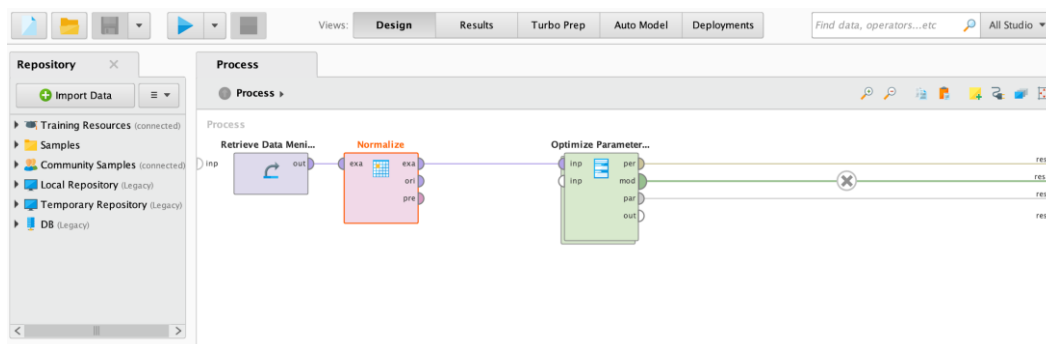 Views:
Design
Results
Turbo Prep
Auto Model
Deployments
Find data, operators...etc
All Studio
Repository
Import Data
Training Resources (connected)
Samples
Community Samples (connected)
Local Repository (Legacy)
Temporary Repository (Legacy)
DB (Legacy)
Process
Process
Process
Retrieve Data Meni...
Normalize
Optimize Parameter...
inp
out
exa
exa
ori
pre
inp
per
inp
mod
par
out
res
res
res
res